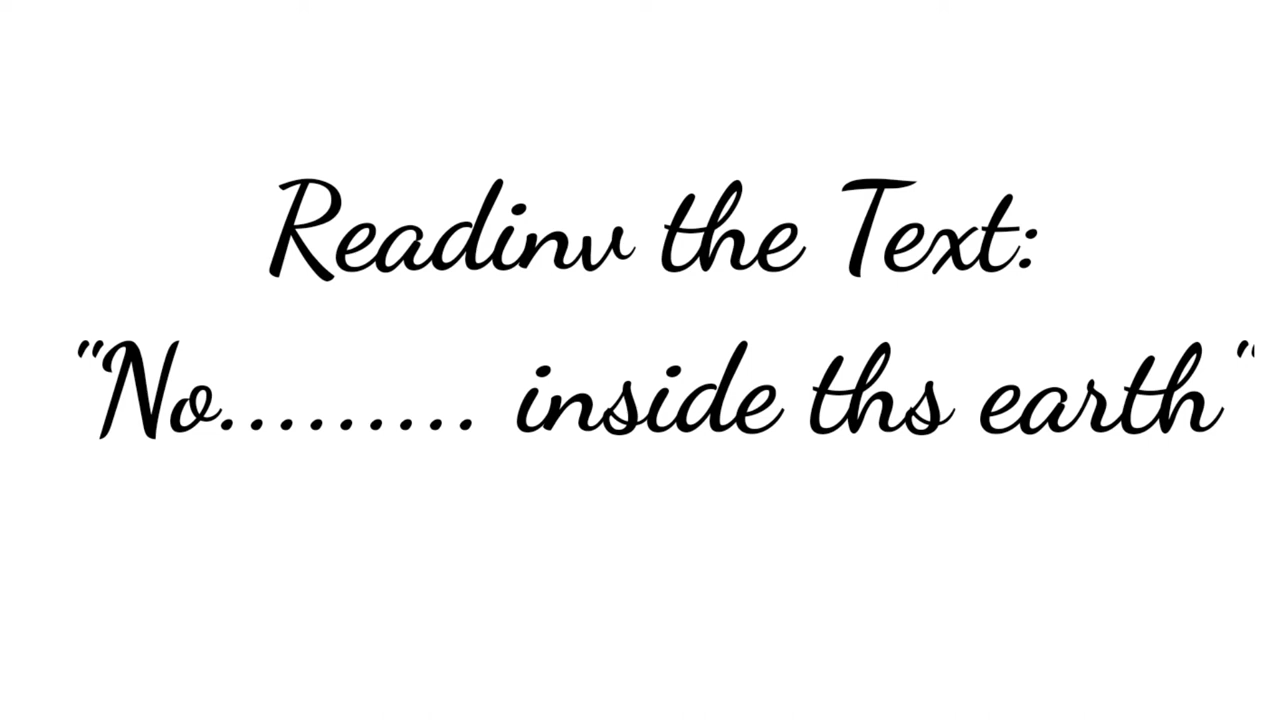 Readinv the Text:
"No......... inside ths earth"